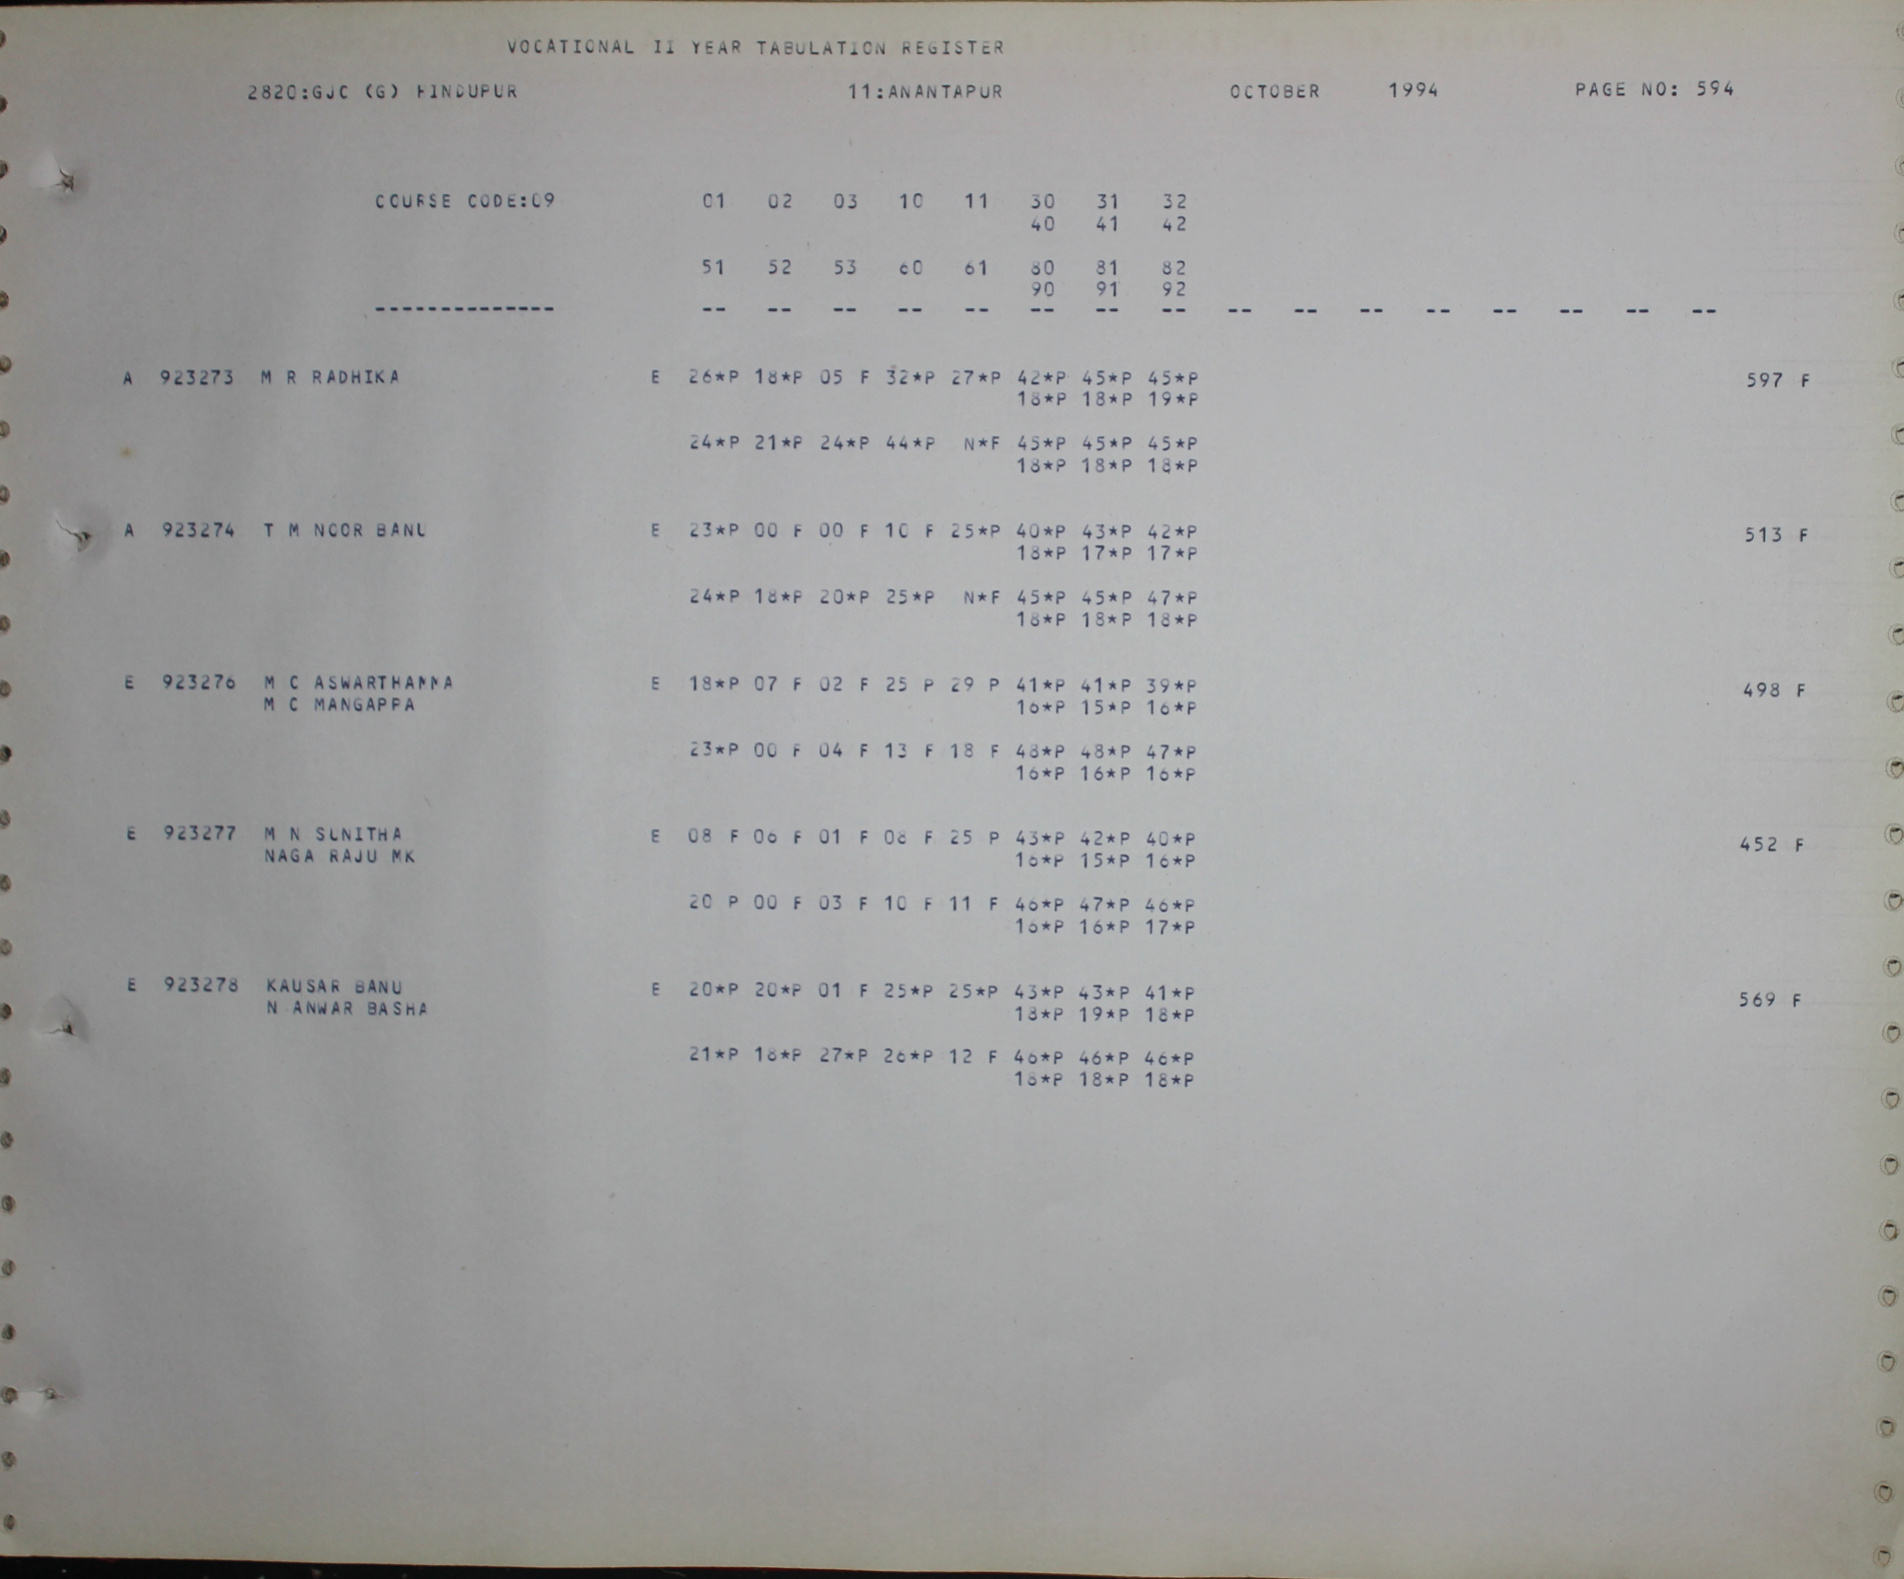 VOCATIONAL II YEAR TABULATION REGISTER
2820:GJC (G) HINDUPUR 11:ANANTAPUR OCTOBER 1994 PAGE NO: 594
COURSE CODE:09 01 02 03 10 11 30 31 32
40 41 42
51 52 53 60 61 80 81 82
90 91 92
-------------- -- -- -- -- -- -- -- -- -- -- -- -- -- -- -- --
A 923273 M R RADHIKA E 26*P 18*P 05 F 32*P 27*P 42*P 45*P 45*P 597 F
18*P 18*P 19*P
24*P 21*P 24*P 44*P N*F 45*P 45*P 45*P
18*P 18*P 18*P
A 923274 T M NOOR BANU E 23*P 00 F 00 F 10 F 25*P 40*P 43*P 42*P 513 F
18*P 17*P 17*P
24*P 18*P 20*P 25*P N*F 45*P 45*P 47*P
18*P 18*P 18*P
E 923276 M C ASWARTHAMMA E 18*P 07 F 02 F 25 P 29 P 41*P 41*P 39*P 498 F
M C MANGAPPA 16*P 15*P 16*P
23*P 00 F 04 F 13 F 18 F 48*P 48*P 47*P
16*P 16*P 16*P
E 923277 M N SUNITHA E 08 F 06 F 01 F 08 F 25 P 43*P 42*P 40*P 452 F
NAGA RAJU MK 16*P 15*P 16*P
20 P 00 F 03 F 10 F 11 F 46*P 47*P 46*P
16*P 16*P 17*P
E 923278 KAUSAR BANU E 20*P 20*P 01 F 25*P 25*P 43*P 43*P 41*P 569 F
N ANWAR BASHA 18*P 19*P 18*P
21*P 18*P 27*P 26*P 12 F 46*P 46*P 46*P
18*P 18*P 18*P